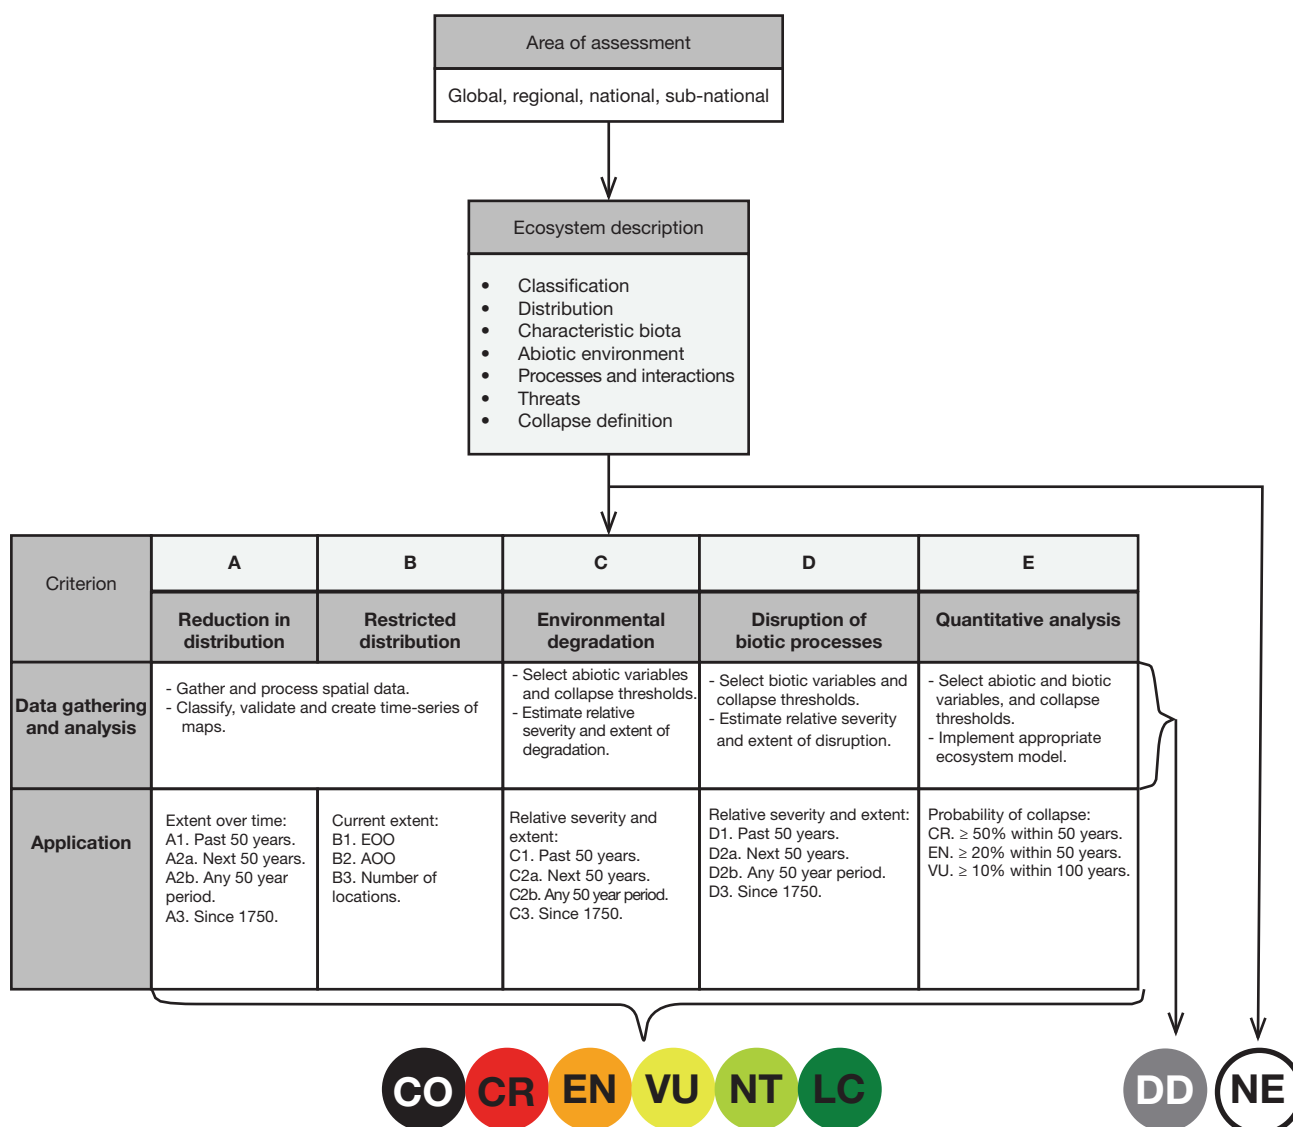 Area of assessment
Global, regional, national, sub-national
Ecosystem description
• Classification
• Distribution
• Characteristic biota
• Abiotic environment
• Processes and interactions
• Threats
• Collapse definition
Criterion
A
B
C
D
E
Reduction in
distribution
Restricted
distribution
Environmental
degradation
Disruption of
biotic processes
Quantitative analysis
Data gathering
and analysis
- Gather and process spatial data.
- Classify, validate and create time-series of
maps.
- Select abiotic variables
and collapse thresholds.
- Estimate relative
severity and extent of
degradation.
- Select biotic variables and
collapse thresholds.
- Estimate relative severity
and extent of disruption.
- Select abiotic and biotic
variables, and collapse
thresholds.
- Implement appropriate
ecosystem model.
Application
Extent over time:
A1. Past 50 years.
A2a. Next 50 years.
A2b. Any 50 year
period.
A3. Since 1750.
Current extent:
B1. EOO
B2. AOO
B3. Number of
locations.
Relative severity and
extent:
C1. Past 50 years.
C2a. Next 50 years.
C2b. Any 50 year period.
C3. Since 1750.
Relative severity and extent:
D1. Past 50 years.
D2a. Next 50 years.
D2b. Any 50 year period.
D3. Since 1750.
Probability of collapse:
CR. ≥ 50% within 50 years.
EN. ≥ 20% within 50 years.
VU. ≥ 10% within 100 years.
CO
CR
EN
VU
NT
LC
DD
NE